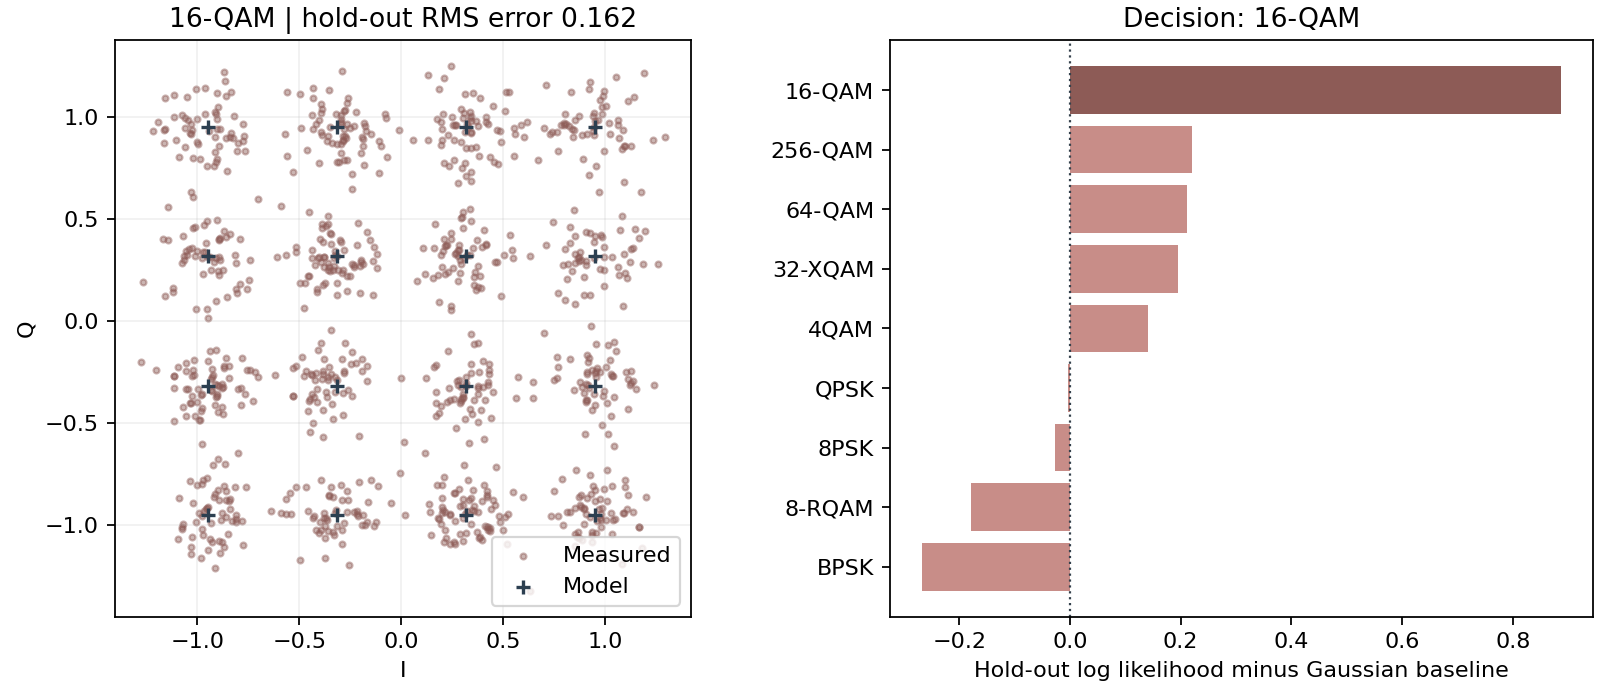 16-QAM | hold-out RMS error 0.162
1.0
0.5
0.0
−0.5
−1.0
Q
−1.0
−0.5
0.0
0.5
1.0
I
Measured
Model
Decision: 16-QAM
16-QAM
256-QAM
64-QAM
32-XQAM
4QAM
QPSK
8PSK
8-RQAM
BPSK
−0.2
0.0
0.2
0.4
0.6
0.8
Hold-out log likelihood minus Gaussian baseline